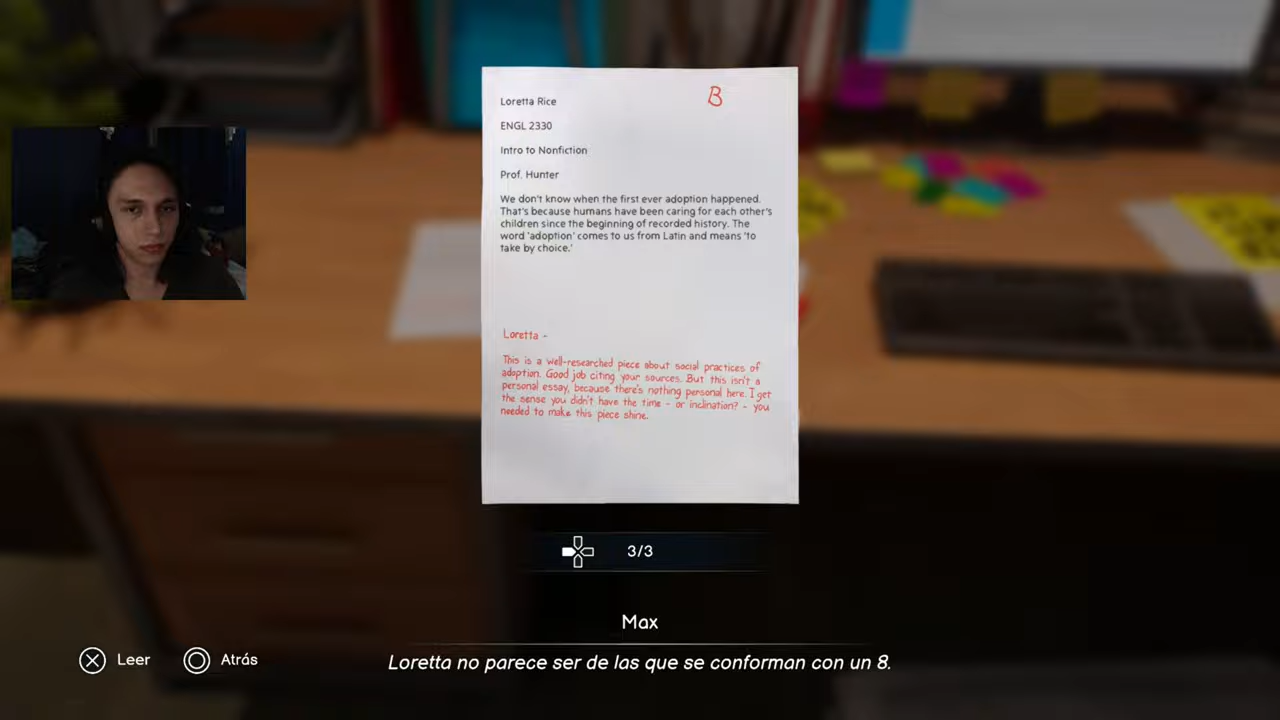 Loretta Rice
B
ENGL 2330
Intro to Nonfiction
Prof. Hunter
We don't know when the first ever adoption happened.
That's because humans have been caring for each other's
children since the beginning of recorded history. The
word 'adoption' comes to us from Latin and means 'to
take by choice.'
Loretta -
This is a well-researched piece about social practices of
adoption. Good job citing your sources. But this isn't a
personal essay, because there's nothing personal here. I get
the sense you didn't have the time - or inclination? - you
needed to make this piece shine.
3/3
Max
Leer
Atrás
Loretta no parece ser de las que se conforman con un 8.